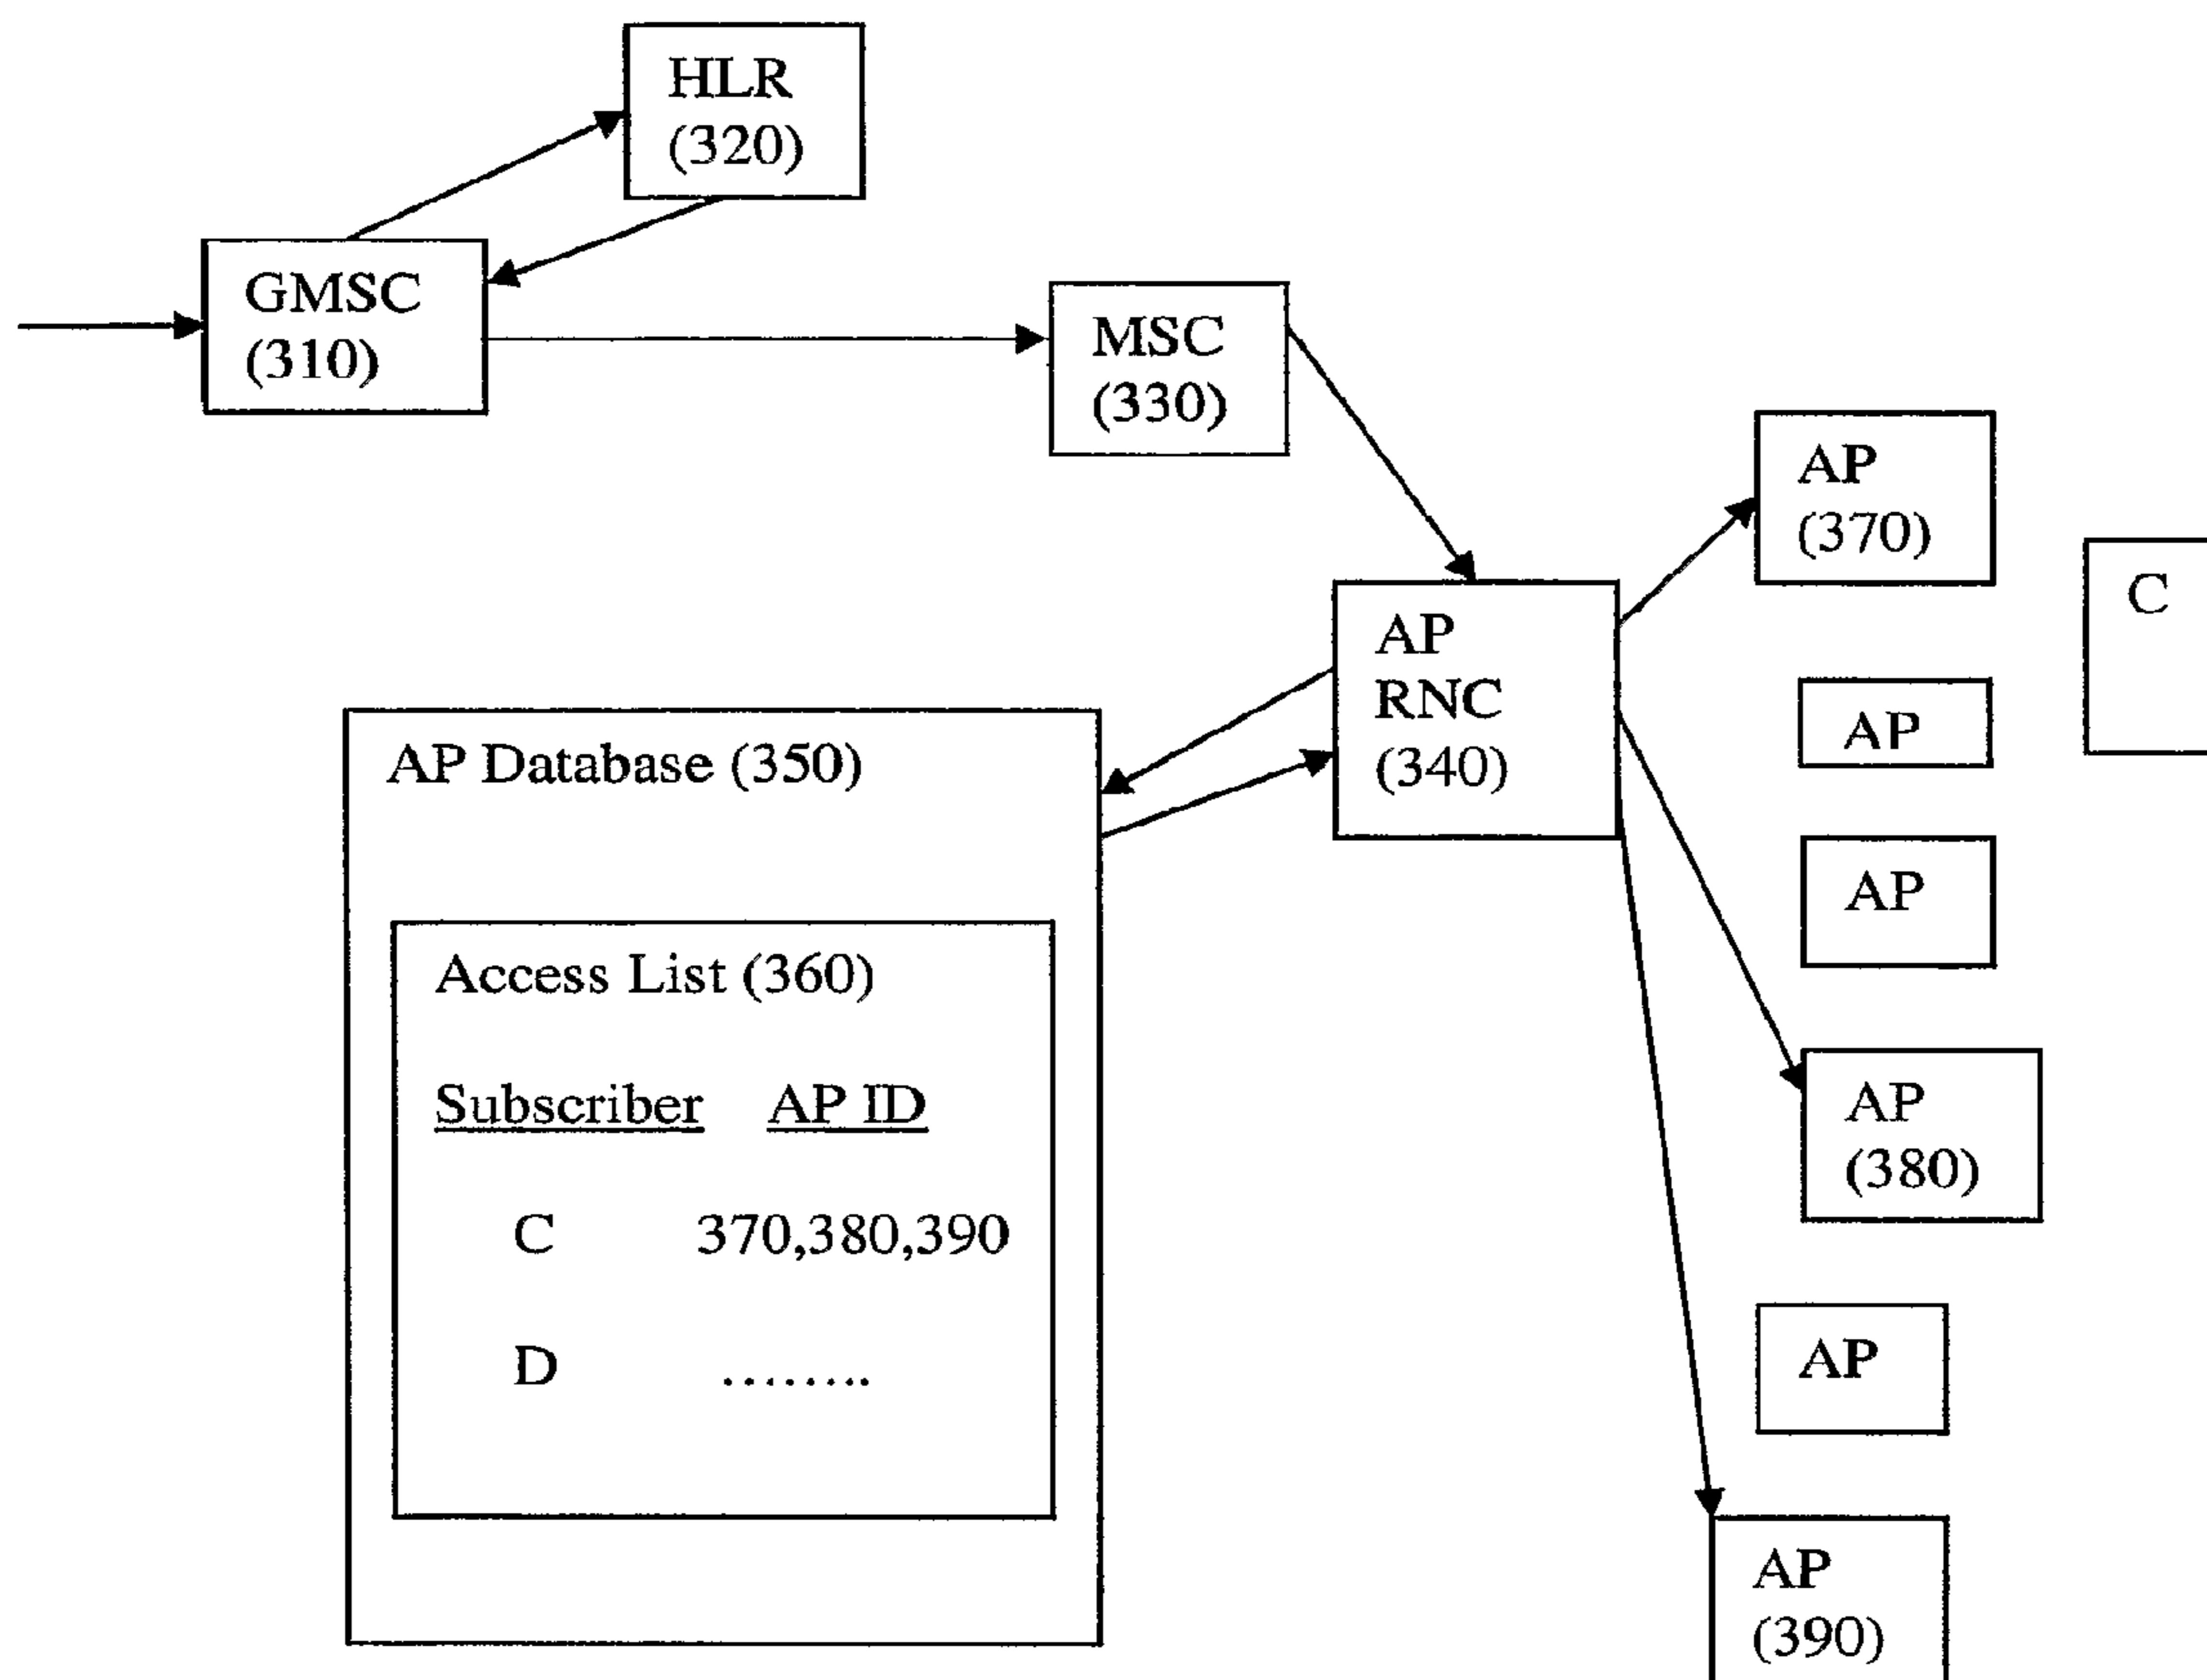 HLR
(320)
GMSC
(310)
MSC
(330)
AP
(370)
C
AP
RNC
(340)
AP
AP Database (350)
AP
Access List (360)
Subscriber AP ID
AP
(380)
C 370,380,390
D ........
AP
AP
(390)